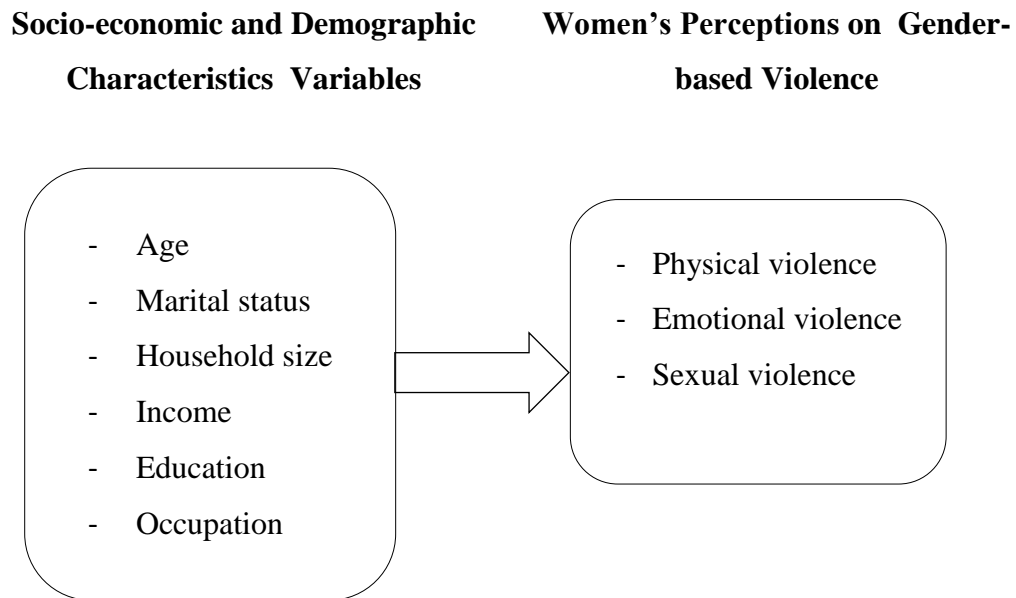 Socio-economic and Demographic
Characteristics Variables
Women’s Perceptions on Gender-
based Violence
- Age
- Marital status
- Household size
- Income
- Education
- Occupation
- Physical violence
- Emotional violence
- Sexual violence